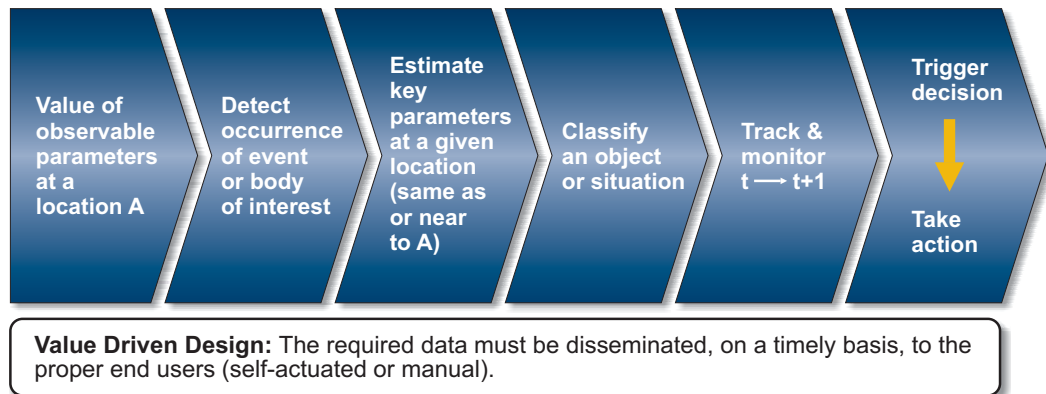 Value of
observable
parameters
at a
location A
Detect
occurrence
of event
or body
of interest
Estimate
key
parameters
at a given
location
(same as
or near
to A)
Classify
an object
or situation
Track &
monitor
t ⟶ t+1
Trigger
decision
Take
action
Value Driven Design: The required data must be disseminated, on a timely basis, to the
proper end users (self-actuated or manual).